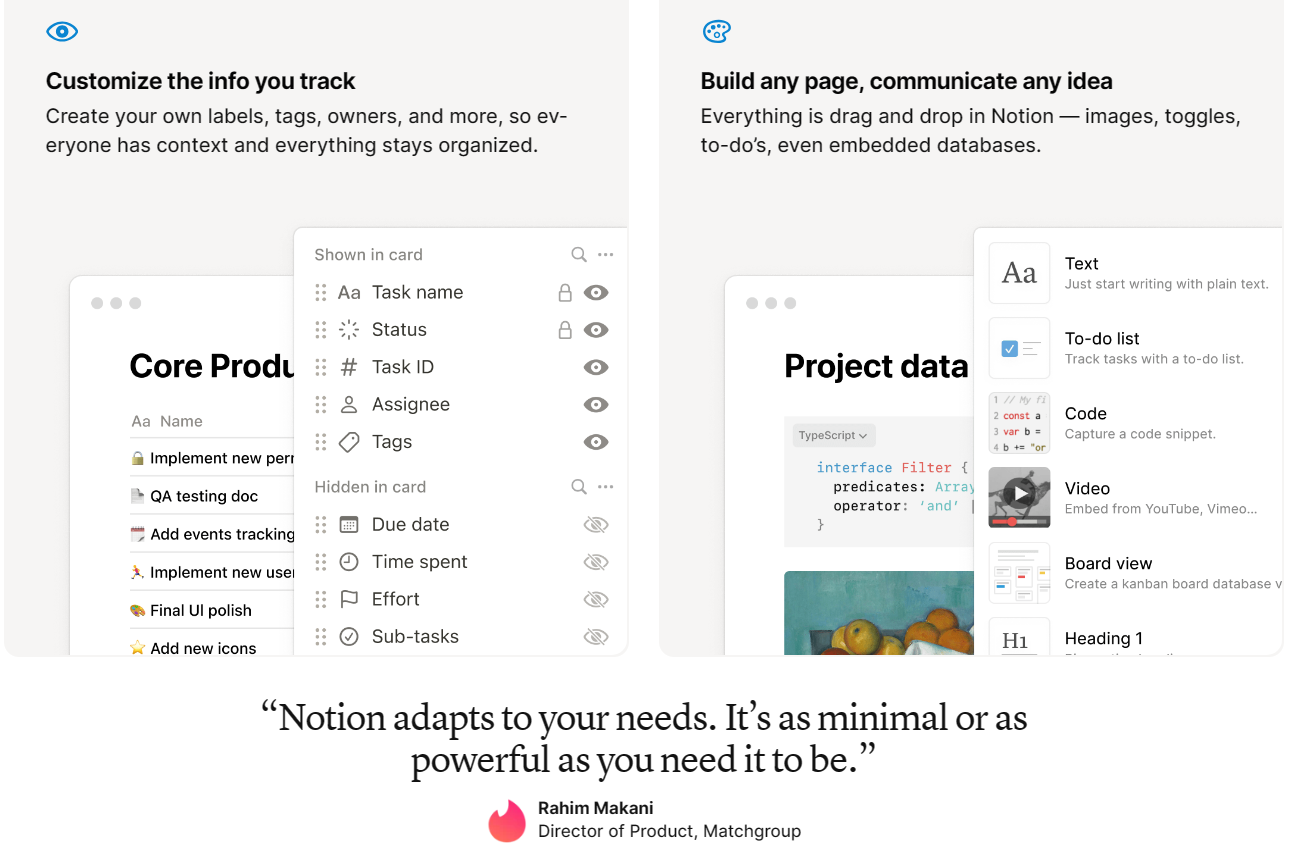 Customize the info you track
Create your own labels, tags, owners, and more, so ev-
eryone has context and everything stays organized.
Shown in card
Aa Task name
Status
# Task ID
Assignee
Tags
Hidden in card
Due date
Time spent
Effort
Sub-tasks
Core Produ
Aa Name
Implement new perr
QA testing doc
Add events tracking
Implement new user
Final UI polish
Add new icons
Build any page, communicate any idea
Everything is drag and drop in Notion — images, toggles,
to-do’s, even embedded databases.
Project data
TypeScript
interface Filter {
predicates: Array
operator: ‘and’ |
}
Aa
Text
Just start writing with plain text.
To-do list
Track tasks with a to-do list.
1 // My fi
2 const a
3 var b =
4 b += "or
Code
Capture a code snippet.
Video
Embed from YouTube, Vimeo...
Board view
Create a kanban board database v
H1
Heading 1
“Notion adapts to your needs. It’s as minimal or as
powerful as you need it to be.”
Rahim Makani
Director of Product, Matchgroup